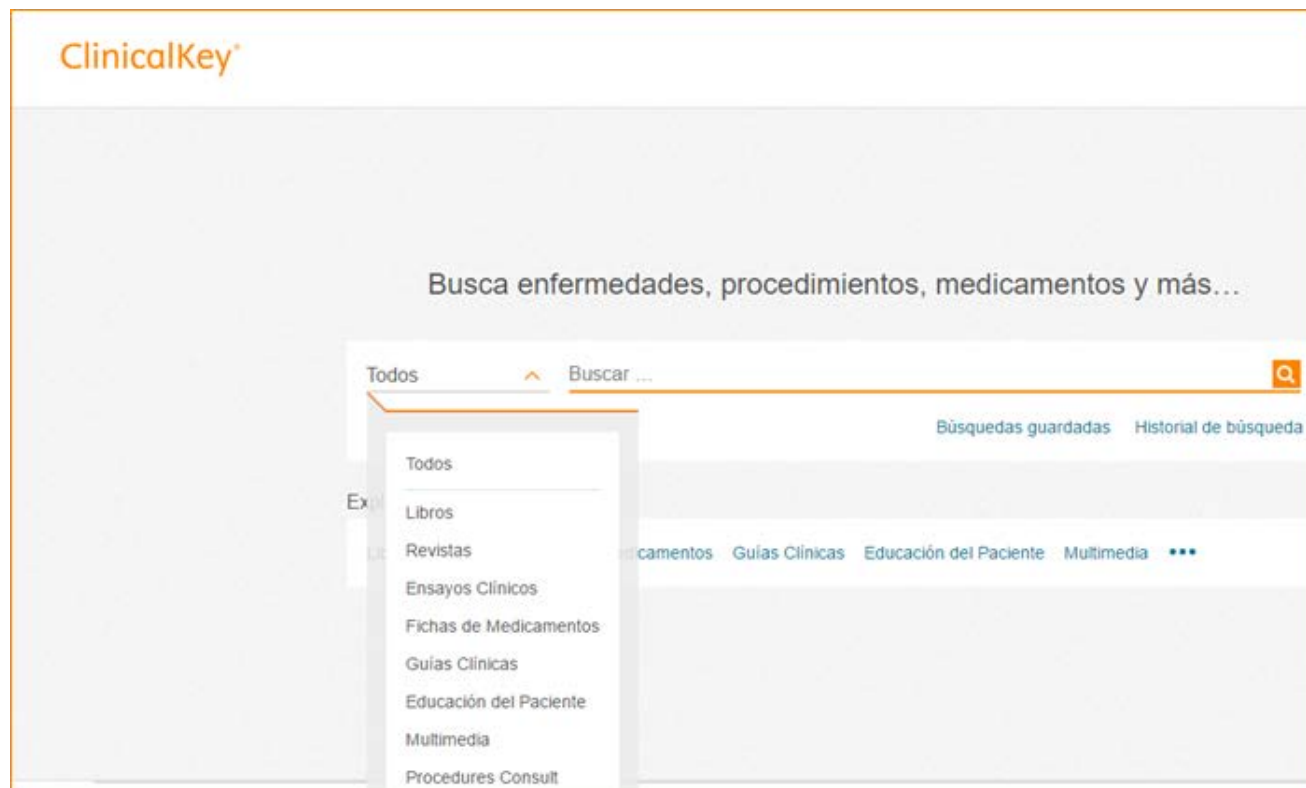 ClinicalKey®
Busca enfermedades, procedimientos, medicamentos y más…
Todos
Buscar ...
Búsquedas guardadas Historial de búsqueda
Todos
Libros
Revistas
Ensayos Clínicos
Fichas de Medicamentos
Guías Clínicas
Educación del Paciente
Multimedia
Procedures Consult
Guías Clínicas Educación del Paciente Multimedia •••